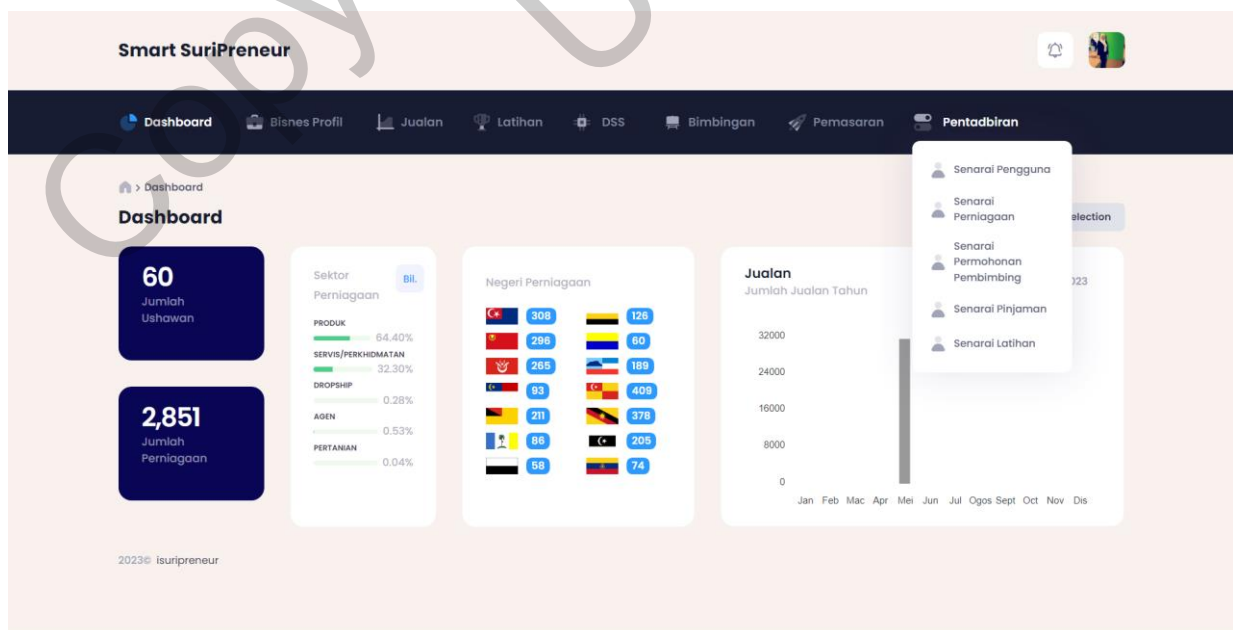 Smart SuriPreneur
Dashboard Bisnes Profil Jualan Latihan DSS Bimbingan Pemasaran Pentadbiran
Senarai Pengguna
Senarai
Perniagaan
Senarai
Permohonan
Pembimbing
Senarai Pinjaman
Senarai Latihan
> Dashboard
Dashboard
60
Jumlah
Ushawan
2,851
Jumlah
Perniagaan
Sektor
Perniagaan
Bil.
PRODUK
64.40%
SERVIS/PERKHIDMATAN
32.30%
DROPSHIP
0.28%
AGEN
0.53%
PERTANIAN
0.04%
Negeri Perniagaan
308 126
296 60
265 189
93 409
211 378
86 205
58 74
Jualan
Jumlah Jualan Tahun
32000
24000
16000
8000
0
Jan Feb Mac Apr Mei Jun Jul Ogos Sept Oct Nov Dis
2023© isuripreneur
Copy